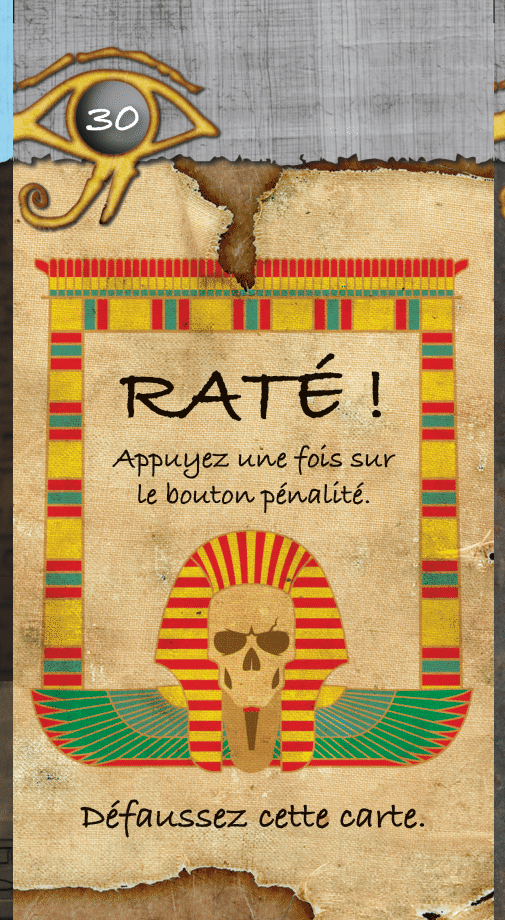 30
RATÉ !
Appuyez une fois sur
le bouton pénalité.
Défaussez cette carte.